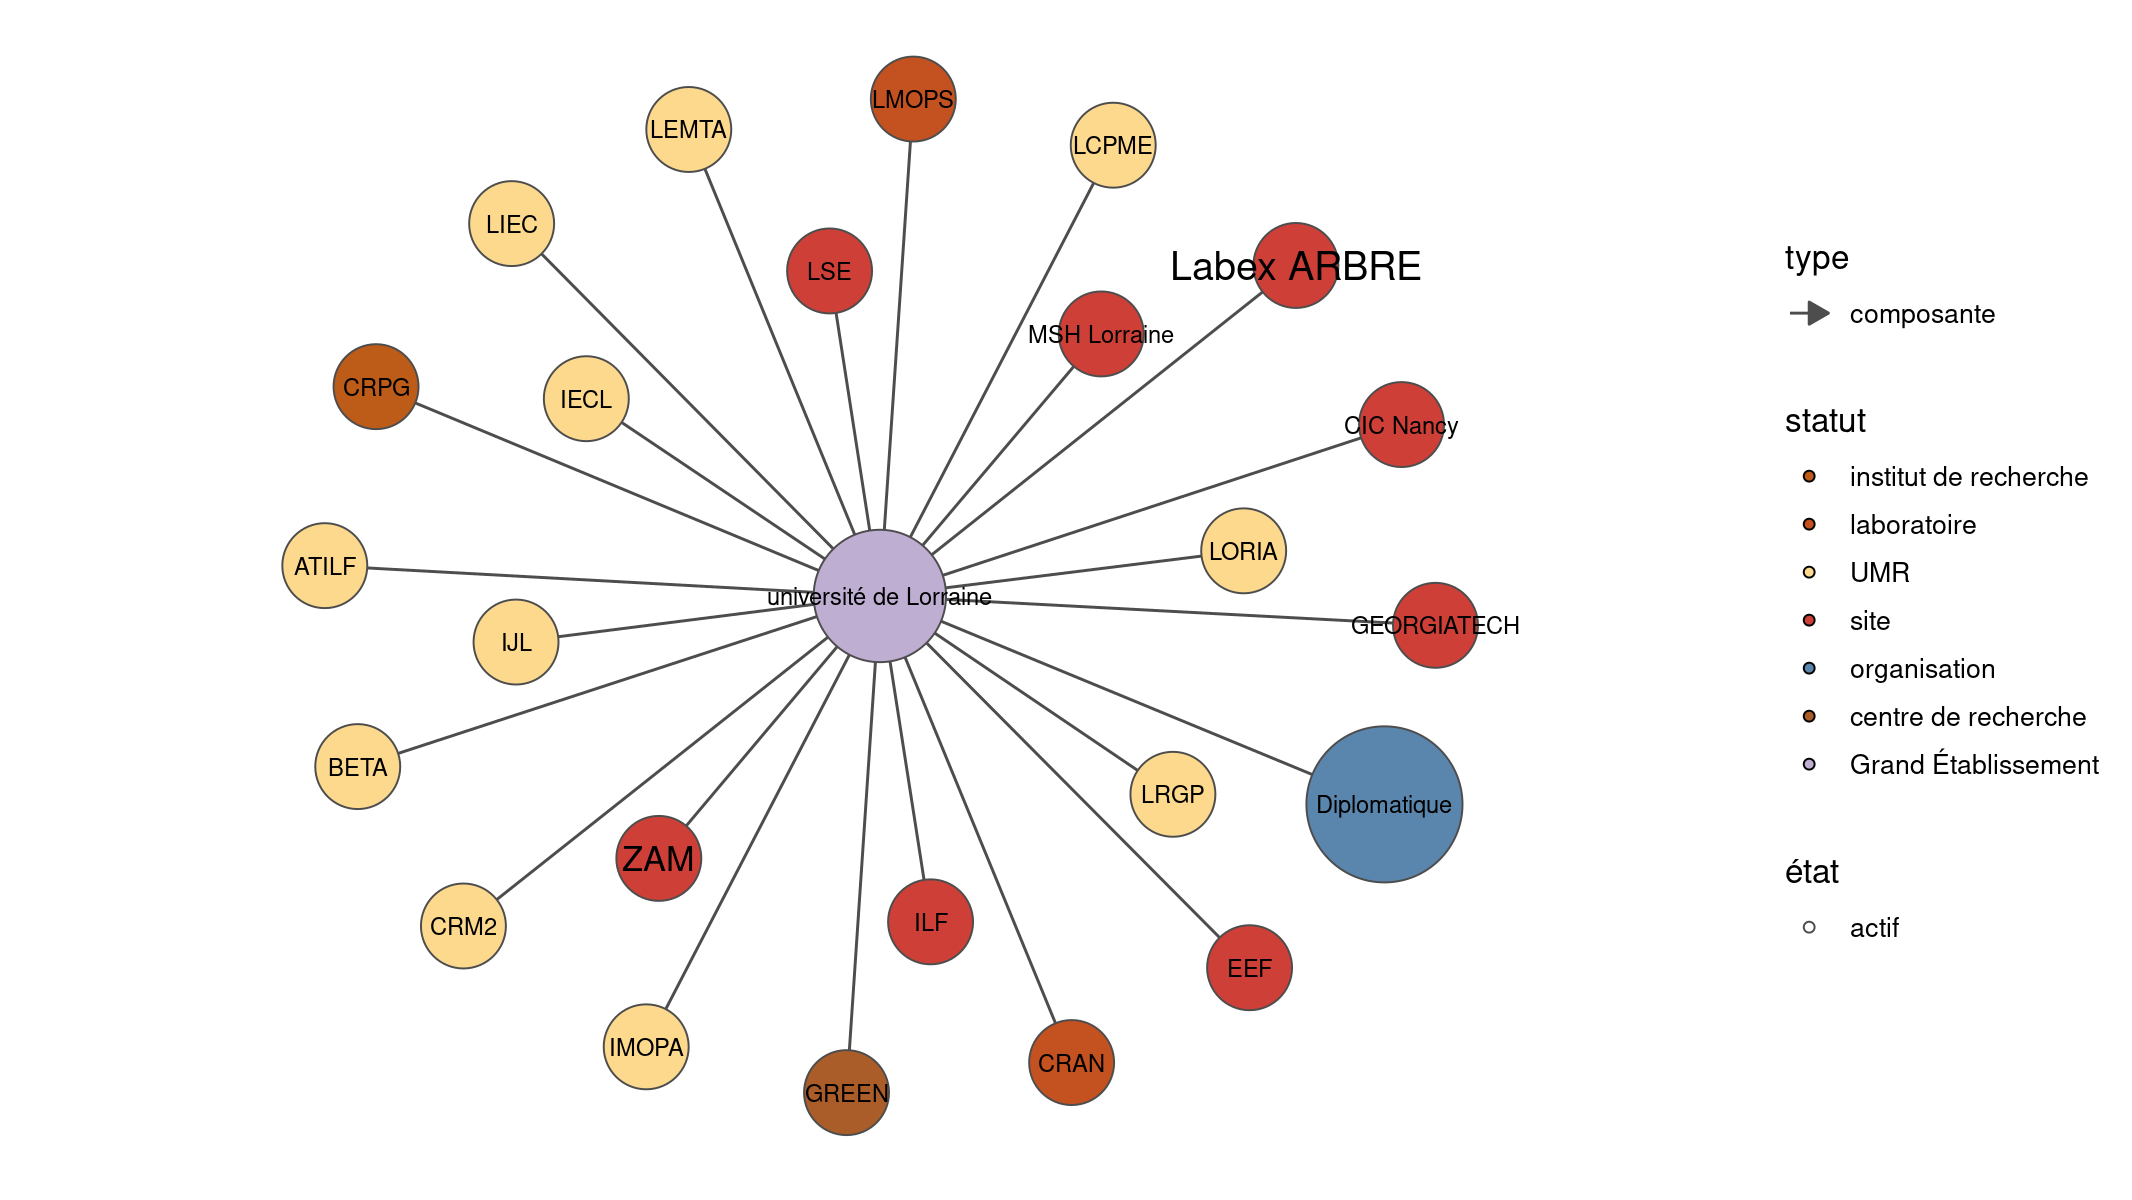 LMOPS
LEMTA
LCPME
LIEC
LSE
Labex ARBRE
MSH Lorraine
CRPG
IECL
CIC Nancy
ATILF
LORIA
université de Lorraine
GEORGIATECH
IJL
BETA
LRGP
Diplomatique
ZAM
CRM2
ILF
EEF
IMOPA
CRAN
GREEN
type
composante
statut
institut de recherche
laboratoire
UMR
site
organisation
centre de recherche
Grand Établissement
état
actif